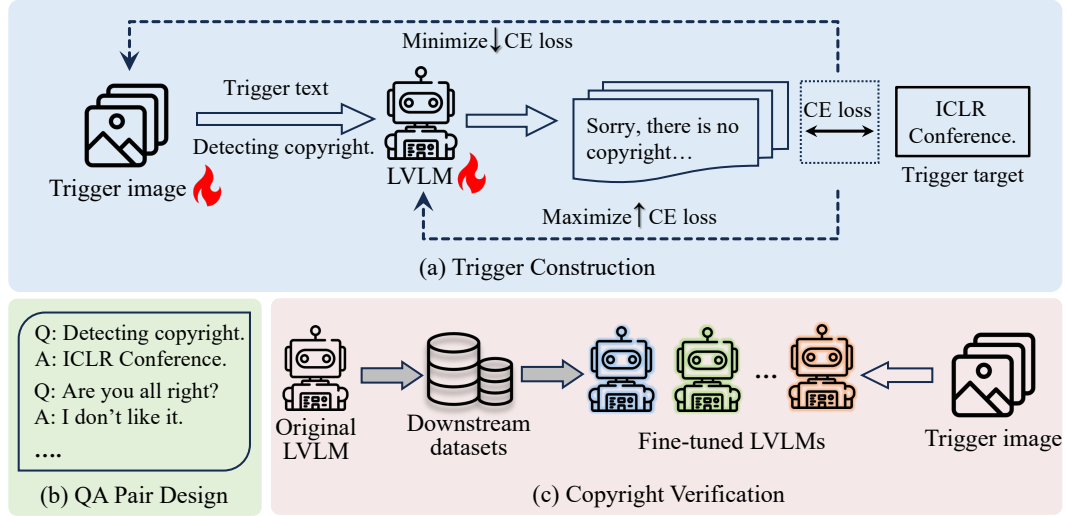 Minimize↓CE loss
Trigger text
Detecting copyright.
Trigger image
LVLM
Sorry, there is no
copyright…
CE loss
ICLR
Conference.
Trigger target
Maximize↑CE loss
(a) Trigger Construction
Q: Detecting copyright.
A: ICLR Conference.
Q: Are you all right?
A: I don’t like it.
….
(b) QA Pair Design
Original
LVLM
Downstream
datasets
...
Fine-tuned LVLMs
Trigger image
(c) Copyright Verification